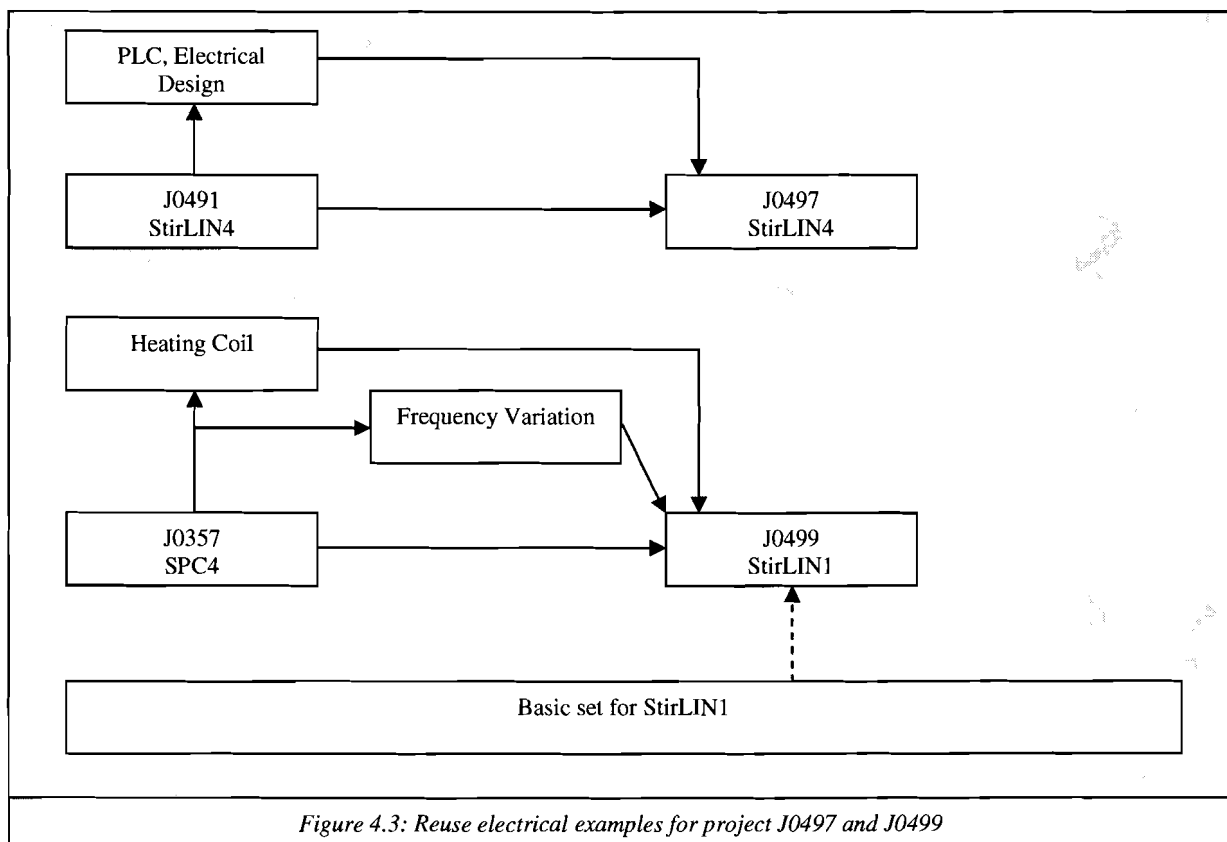 PLC, Electrical
Design
J0491
StirLIN4
J0497
StirLIN4
Heating Coil
Frequency Variation
J0357
SPC4
J0499
StirLIN1
Basic set for StirLIN1
Figure 4.3: Reuse electrical examples for project J0497 and J0499